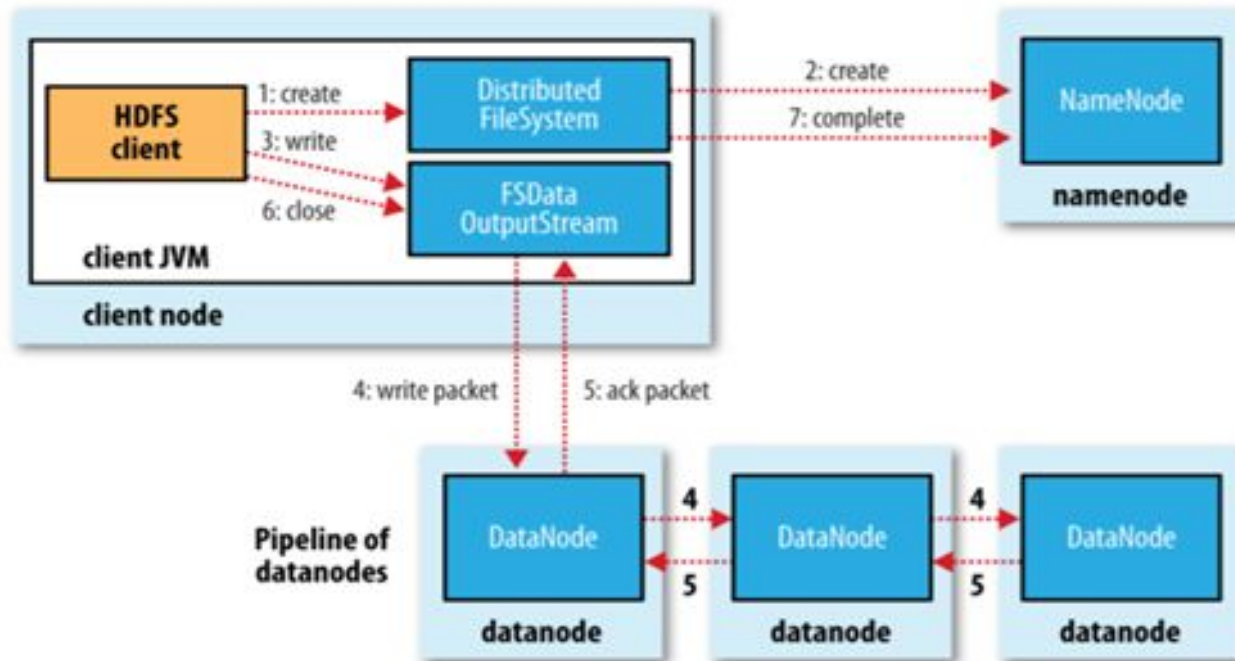 HDFS
client
1: create
3: write
6: close
Distributed
FileSystem
FSData
OutputStream
2: create
7: complete
NameNode
namenode
client JVM
client node
4: write packet
5: ack packet
Pipeline of
datanodes
DataNode
4
5
DataNode
4
5
DataNode
datanode
datanode
datanode